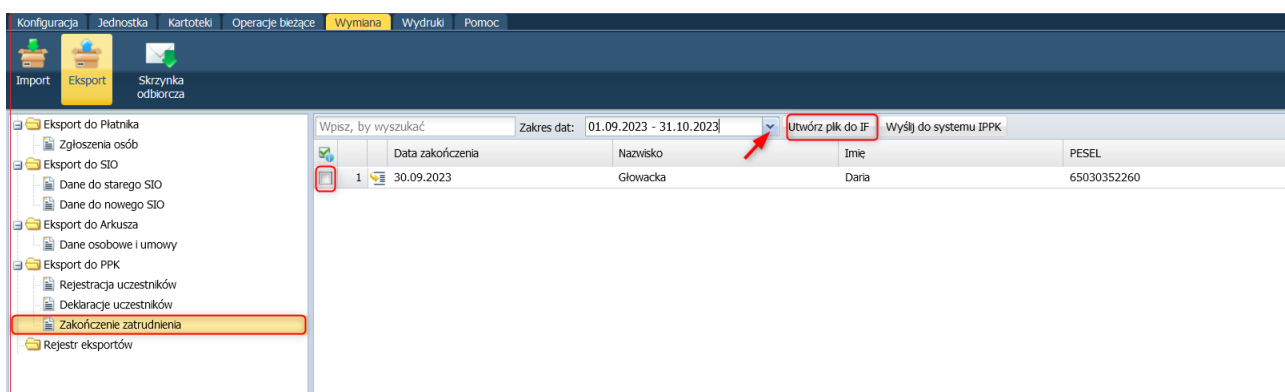 Konfiguracja Jednostka Kartoteki Operacje bieżące Wymiana Wydruki Pomoc
Import Eksport Skrzynka
odbiorcza
Eksport do Płatnika
Zgłoszenia osób
Eksport do SIO
Dane do starego SIO
Dane do nowego SIO
Eksport do Arkusza
Dane osobowe i umowy
Eksport do PPK
Rejestracja uczestników
Deklaracje uczestników
Zakończenie zatrudnienia
Rejestr eksportów
Wpisz, by wyszukać Zakres dat: 01.09.2023 - 31.10.2023 Utwórz plik do IF Wyślij do systemu IPPK
Data zakończenia Nazwisko Imię PESEL
1 30.09.2023 Głowacka Daria 65030352260